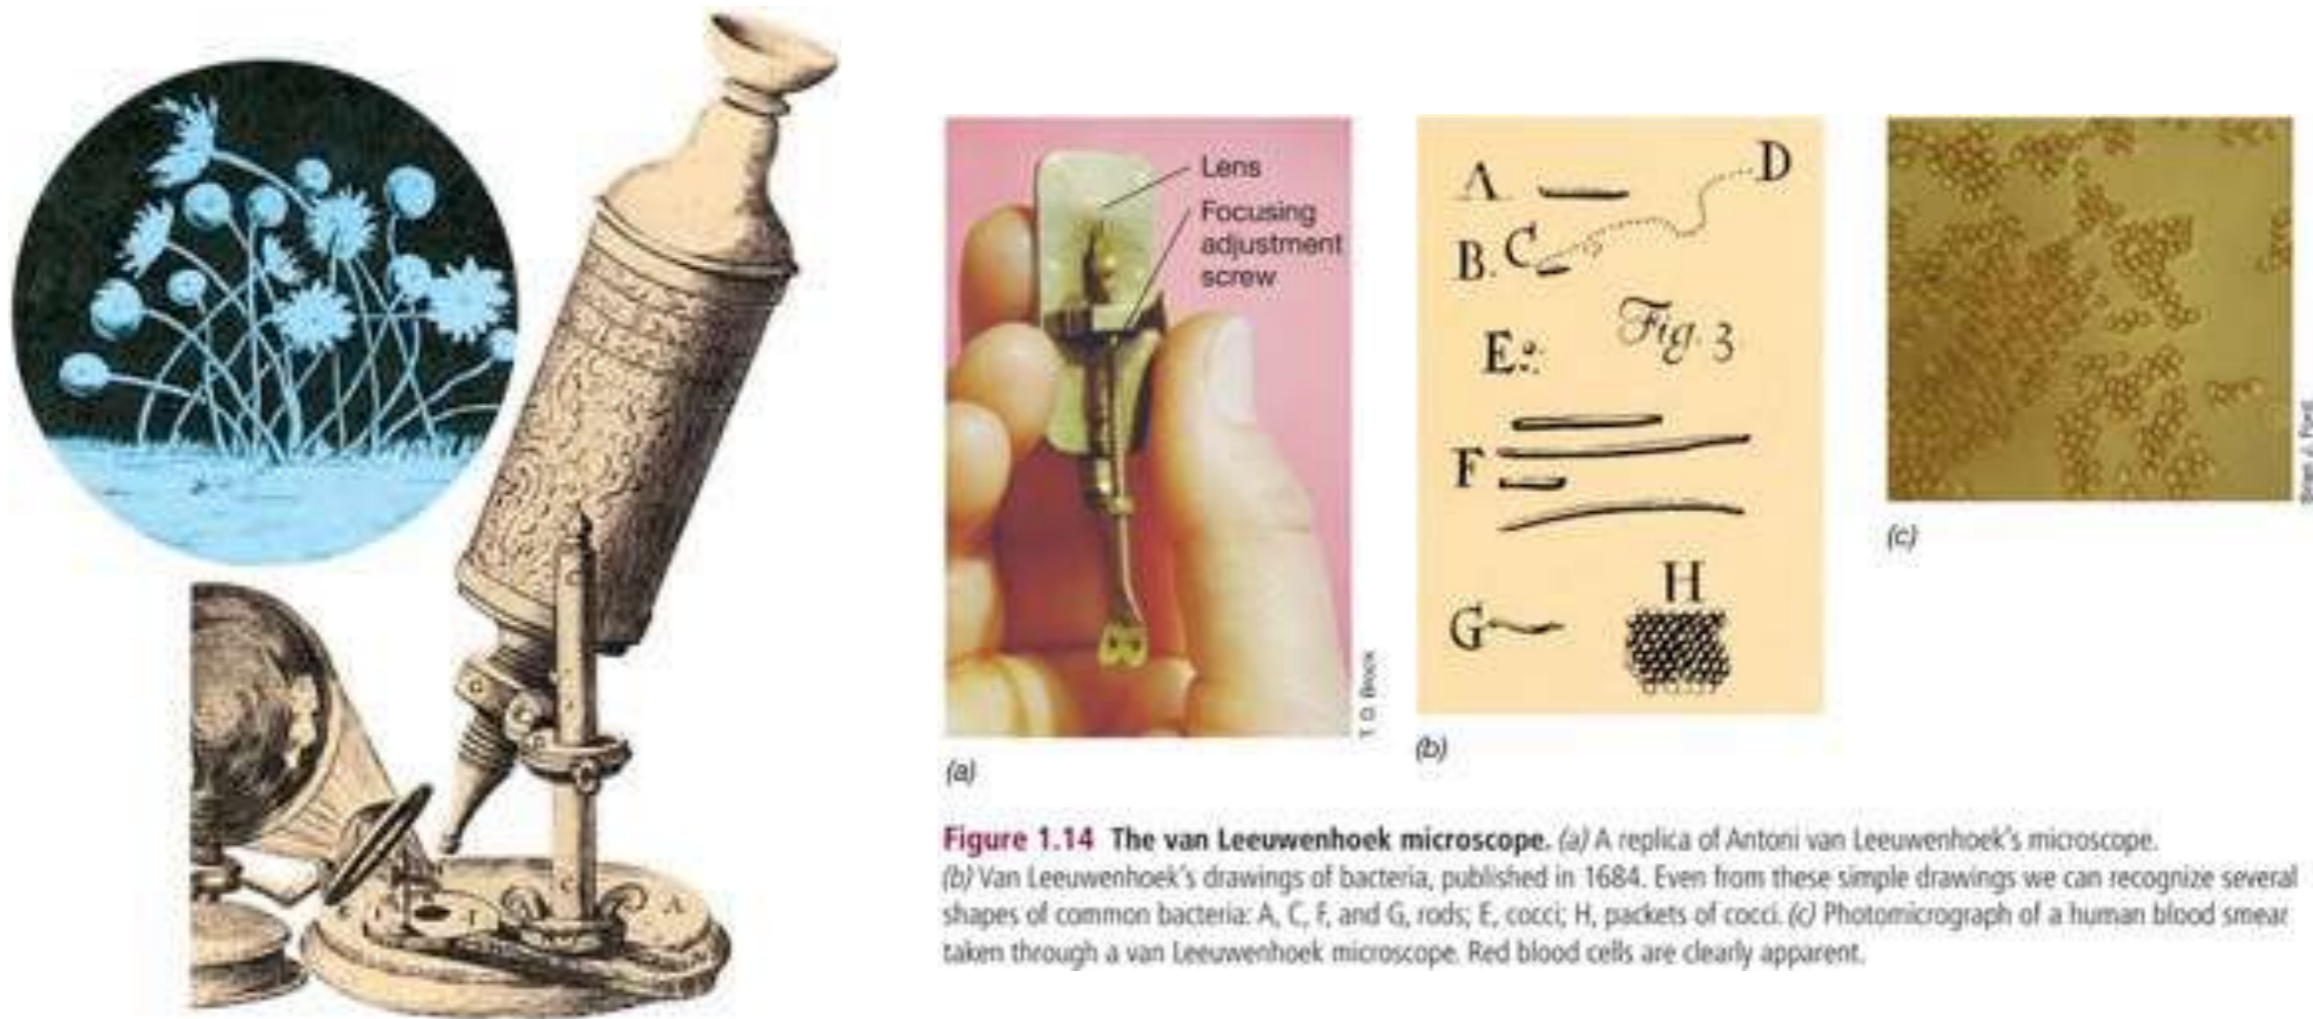 Lens
Focusing
adjustment
screw
(a)
T. D. Brock
A
B. C
D
E
Fig. 3
F
G
H
(b)
(c)
Brian J. Ford
Figure 1.14 The van Leeuwenhoek microscope. (a) A replica of Antoni van Leeuwenhoek's microscope.
(b) Van Leeuwenhoek's drawings of bacteria, published in 1684. Even from these simple drawings we can recognize several
shapes of common bacteria: A, C, F, and G, rods; E, cocci; H, packets of cocci. (c) Photomicrograph of a human blood smear
taken through a van Leeuwenhoek microscope. Red blood cells are clearly apparent.